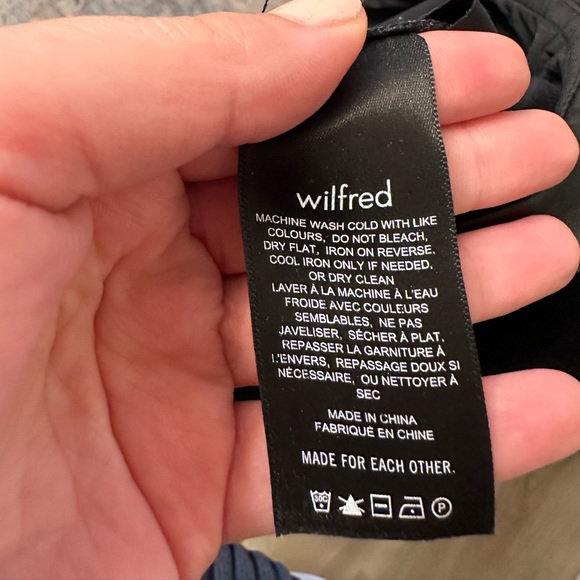 wilfred
MACHINE WASH COLD WITH LIKE
COLOURS, DO NOT BLEACH,
DRY FLAT, IRON ON REVERSE,
COOL IRON ONLY IF NEEDED,
OR DRY CLEAN
LAVER À LA MACHINE À L'EAU
FROIDE AVEC COULEURS
SEMBLABLES, NE PAS
JAVELISER, SÉCHER À PLAT,
REPASSER LA GARNITURE À
L'ENVERS, REPASSAGE DOUX SI
NÉCESSAIRE, OU NETTOYER À
SEC
MADE IN CHINA
FABRIQUÉ EN CHINE
MADE FOR EACH OTHER.
30C P